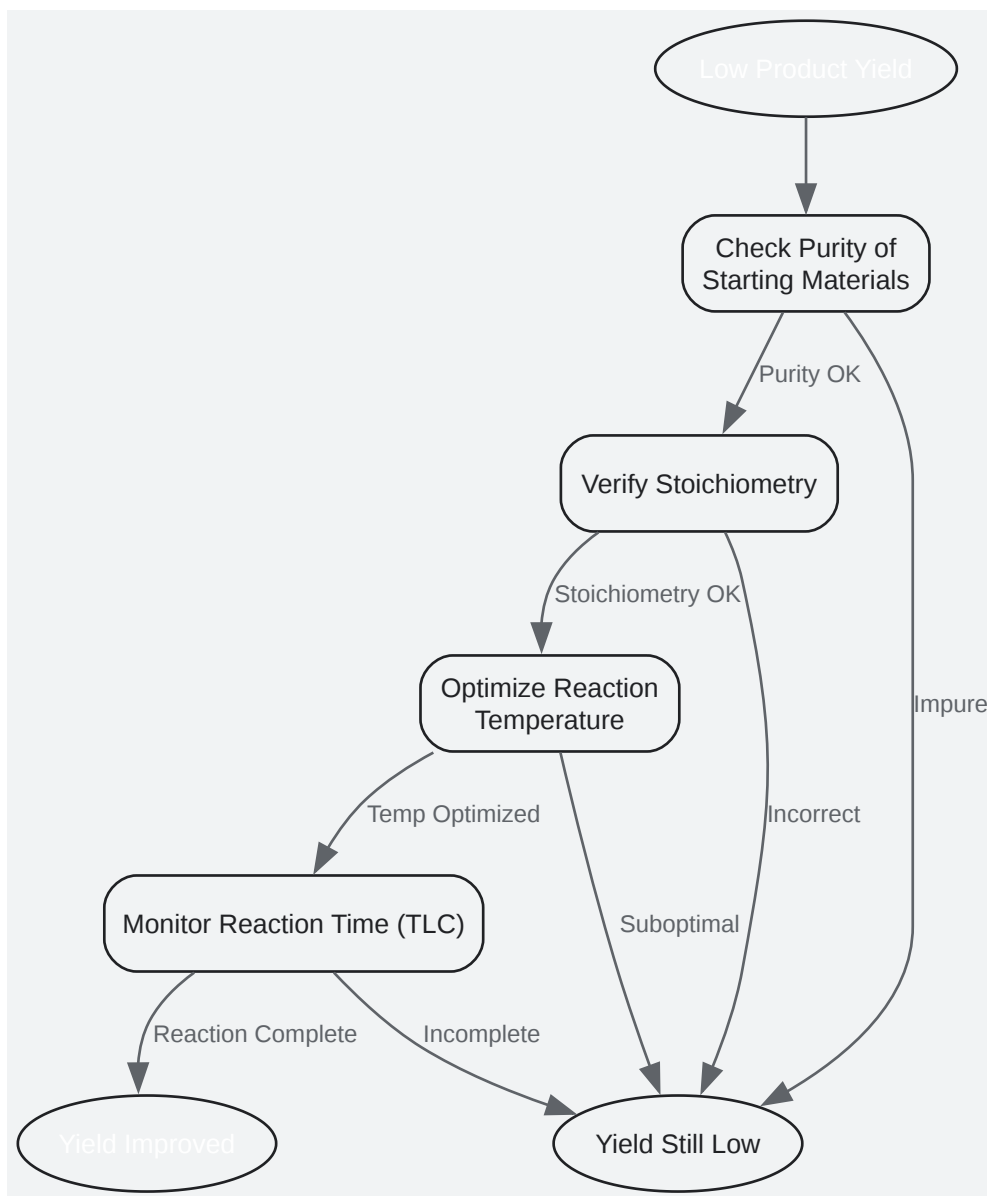 Low Product Yield
Check Purity of
Starting Materials
Purity OK
Verify Stoichiometry
Stoichiometry OK
Optimize Reaction
Temperature
Impure
Temp Optimized
Incorrect
Monitor Reaction Time (TLC)
Suboptimal
Reaction Complete
Incomplete
Yield Improved
Yield Still Low